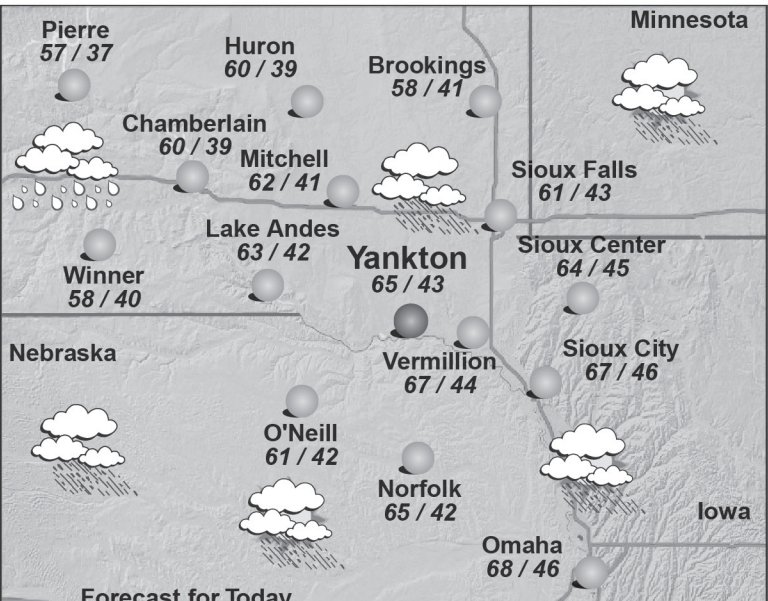 Minnesota
Pierre
57 / 37
Huron
60 / 39
Brookings
58 / 41
Chamberlain
60 / 39
Mitchell
62 / 41
Sioux Falls
61 / 43
Lake Andes
63 / 42
Yankton
65 / 43
Sioux Center
64 / 45
Winner
58 / 40
Nebraska
Vermillion
67 / 44
Sioux City
67 / 46
O'Neill
61 / 42
Norfolk
65 / 42
Iowa
Omaha
68 / 46
Forecast for Today